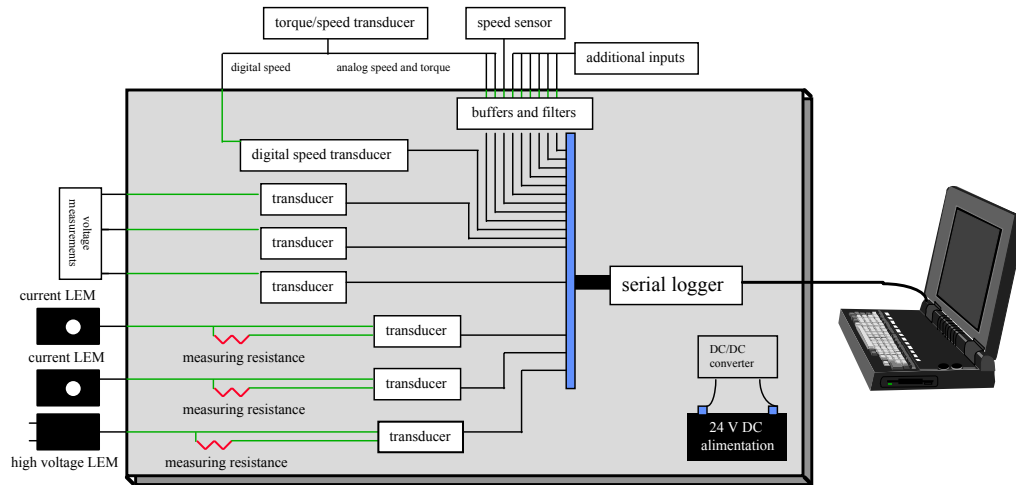 torque/speed transducer
speed sensor
additional inputs
digital speed
analog speed and torque
buffers and filters
digital speed transducer
voltage
measurements
transducer
transducer
transducer
serial logger
current LEM
transducer
measuring resistance
current LEM
transducer
measuring resistance
high voltage LEM
transducer
measuring resistance
DC/DC
converter
24 V DC
alimentation